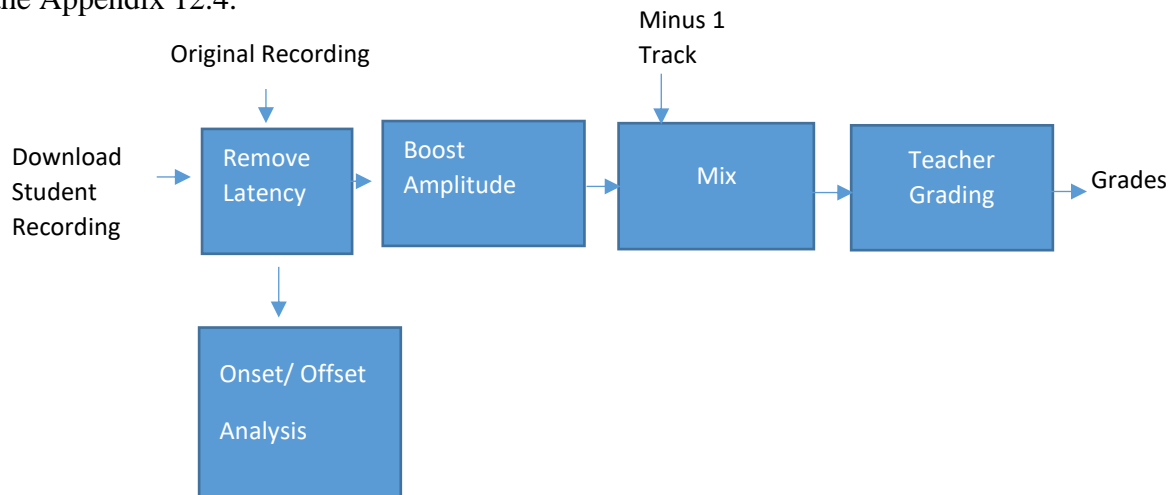 the Appendix 12.4.
Minus 1
Track
Original Recording
Download
Student
Recording
Remove
Latency
Boost
Amplitude
Mix
Teacher
Grading
Grades
Onset/ Offset
Analysis